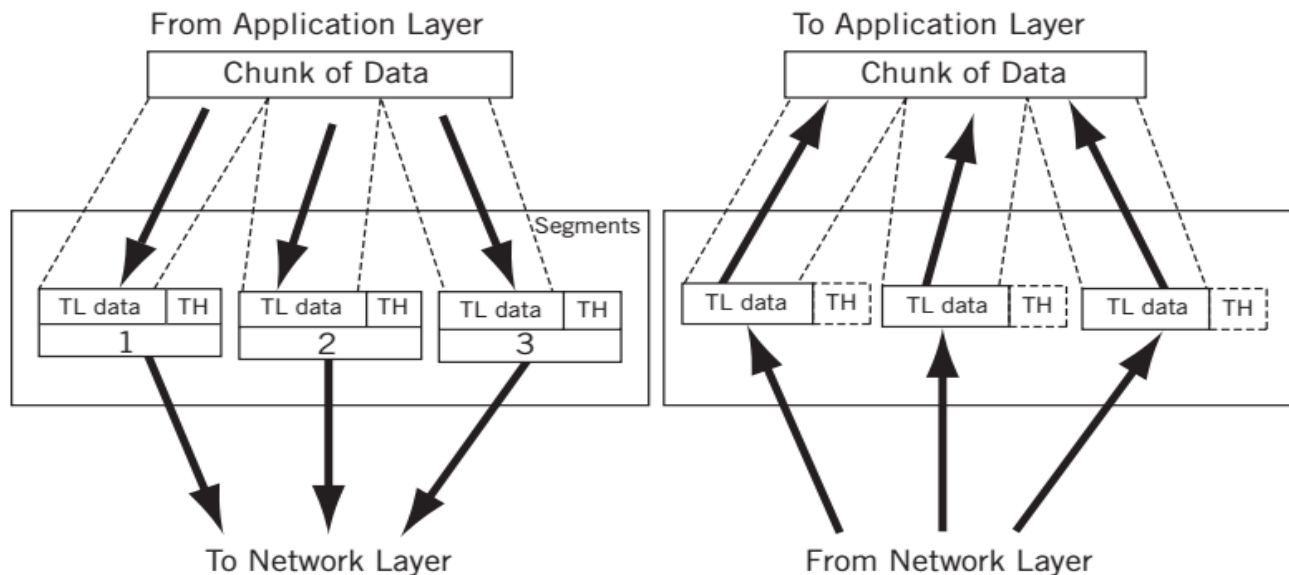 From Application Layer
Chunk of Data
Segments
TL data TH
1
TL data TH
2
TL data TH
3
To Network Layer
To Application Layer
Chunk of Data
TL data TH
TL data TH
TL data TH
From Network Layer